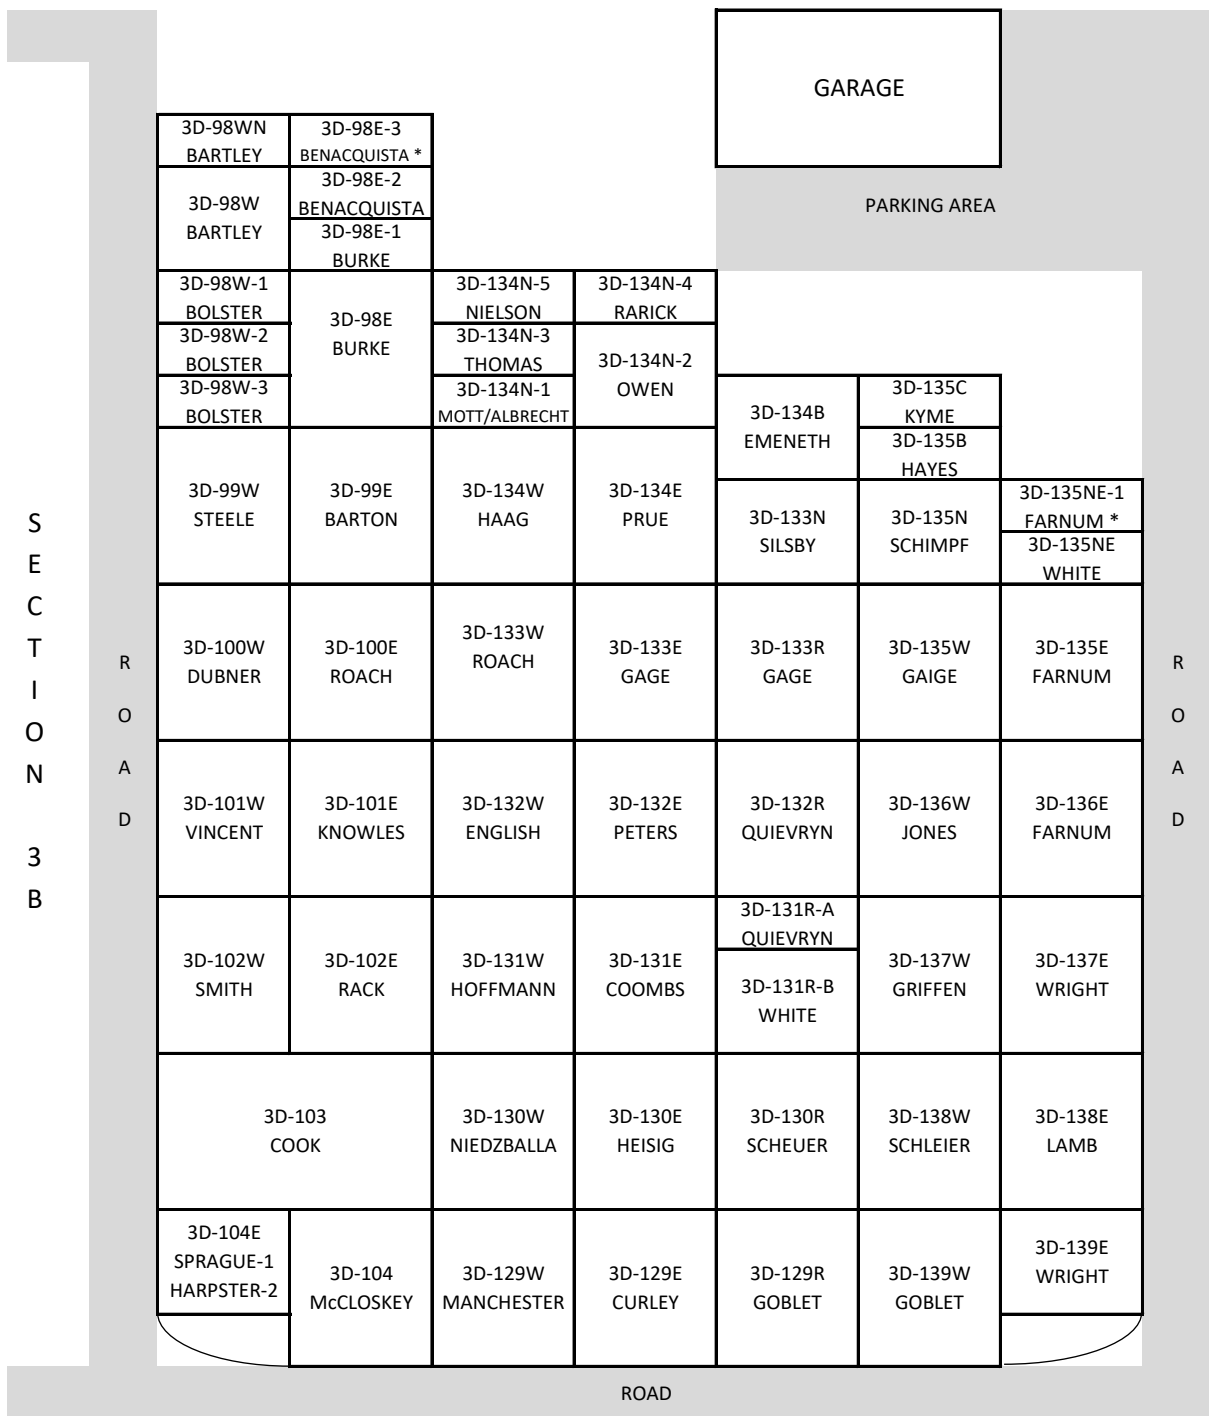 GARAGE
3D-98WN
BARTLEY
3D-98E-3
BENACQUISTA *
3D-98W
BARTLEY
3D-98E-2
BENACQUISTA
PARKING AREA
3D-98E-1
BURKE
3D-98W-1
BOLSTER
3D-98E
BURKE
3D-134N-5
NIELSON
3D-134N-4
RARICK
3D-98W-2
BOLSTER
3D-134N-3
THOMAS
3D-134N-2
OWEN
3D-98W-3
BOLSTER
3D-134N-1
MOTT/ALBRECHT
3D-134B
EMENETH
3D-135C
KYME
3D-135B
HAYES
3D-99W
STEELE
3D-99E
BARTON
3D-134W
HAAG
3D-134E
PRUE
3D-133N
SILSBY
3D-135N
SCHIMPF
3D-135NE-1
FARNUM *
3D-135NE
WHITE
SECTION 3B
ROAD
3D-100W
DUBNER
3D-100E
ROACH
3D-133W
ROACH
3D-133E
GAGE
3D-133R
GAGE
3D-135W
GAIGE
3D-135E
FARNUM
ROAD
3D-101W
VINCENT
3D-101E
KNOWLES
3D-132W
ENGLISH
3D-132E
PETERS
3D-132R
QUIEVRYN
3D-136W
JONES
3D-136E
FARNUM
3D-102W
SMITH
3D-102E
RACK
3D-131W
HOFFMANN
3D-131E
COOMBS
3D-131R-A
QUIEVRYN
3D-131R-B
WHITE
3D-137W
GRIFFEN
3D-137E
WRIGHT
3D-103
COOK
3D-130W
NIEDZBALLA
3D-130E
HEISIG
3D-130R
SCHEUER
3D-138W
SCHLEIER
3D-138E
LAMB
3D-104E
SPRAGUE-1
HARPSTER-2
3D-104
McCLOSKEY
3D-129W
MANCHESTER
3D-129E
CURLEY
3D-129R
GOBLET
3D-139W
GOBLET
3D-139E
WRIGHT
ROAD